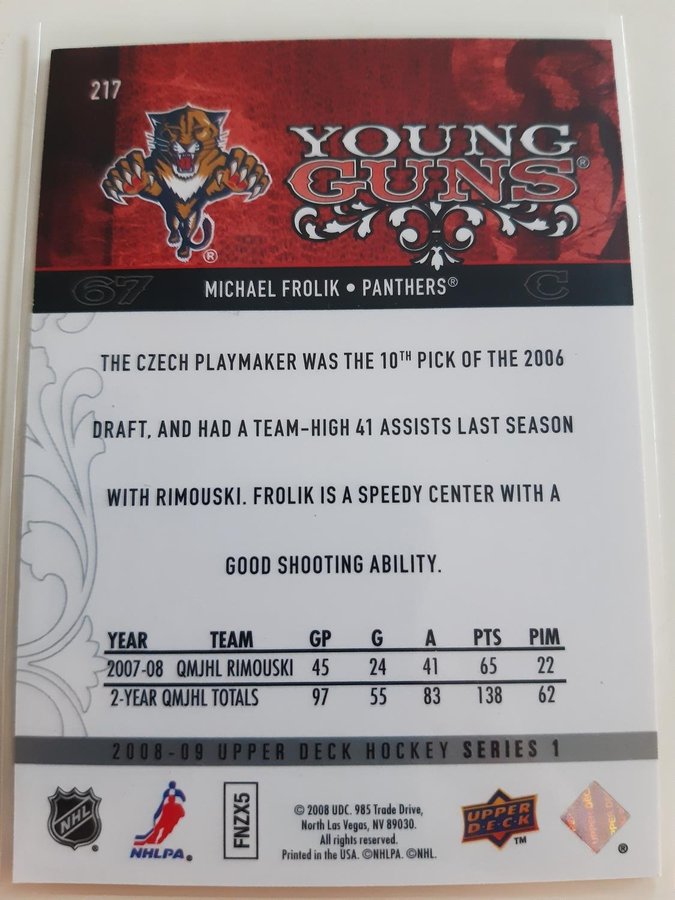 217
YOUNG
GUNS®
®
67 MICHAEL FROLIK • PANTHERS® C
THE CZECH PLAYMAKER WAS THE 10TH PICK OF THE 2006
DRAFT, AND HAD A TEAM-HIGH 41 ASSISTS LAST SEASON
WITH RIMOUSKI. FROLIK IS A SPEEDY CENTER WITH A
GOOD SHOOTING ABILITY.
YEAR TEAM GP G A PTS PIM
2007-08 QMJHL RIMOUSKI 45 24 41 65 22
2-YEAR QMJHL TOTALS 97 55 83 138 62
2008-09 UPPER DECK HOCKEY SERIES 1
NHL ®
NHLPA™
FNZX5
© 2008 UDC. 985 Trade Drive,
North Las Vegas, NV 89030.
All rights reserved.
Printed in the USA. ©NHLPA. ©NHL.
UPPER
DECK
TM
®